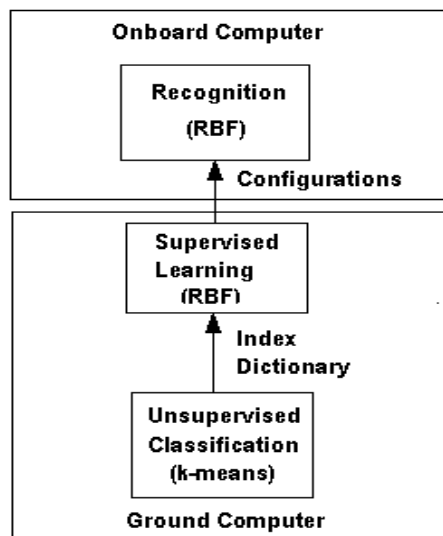 Onboard Computer
Recognition
(RBF)
Configurations
Supervised
Learning
(RBF)
Index
Dictionary
Unsupervised
Classification
(k-means)
Ground Computer